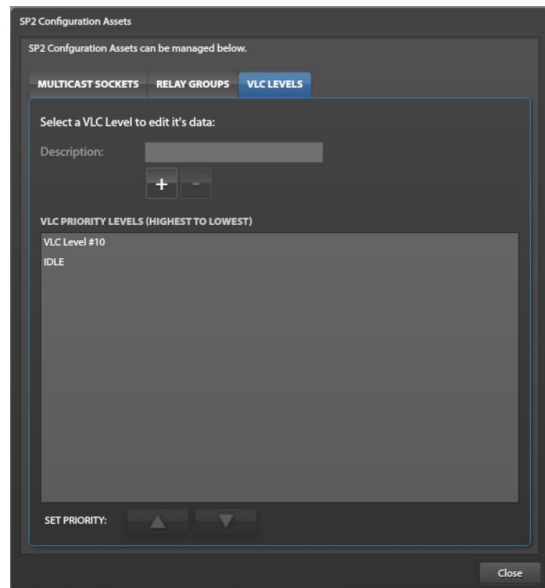 SP2 Configuration Assets
SP2 Confguration Assets can be managed below.
MULTICAST SOCKETS RELAY GROUPS VLC LEVELS
Select a VLC Level to edit it's data:
Description:
+ -
VLC PRIORITY LEVELS (HIGHEST TO LOWEST)
VLC Level #10
IDLE
SET PRIORITY:
Close